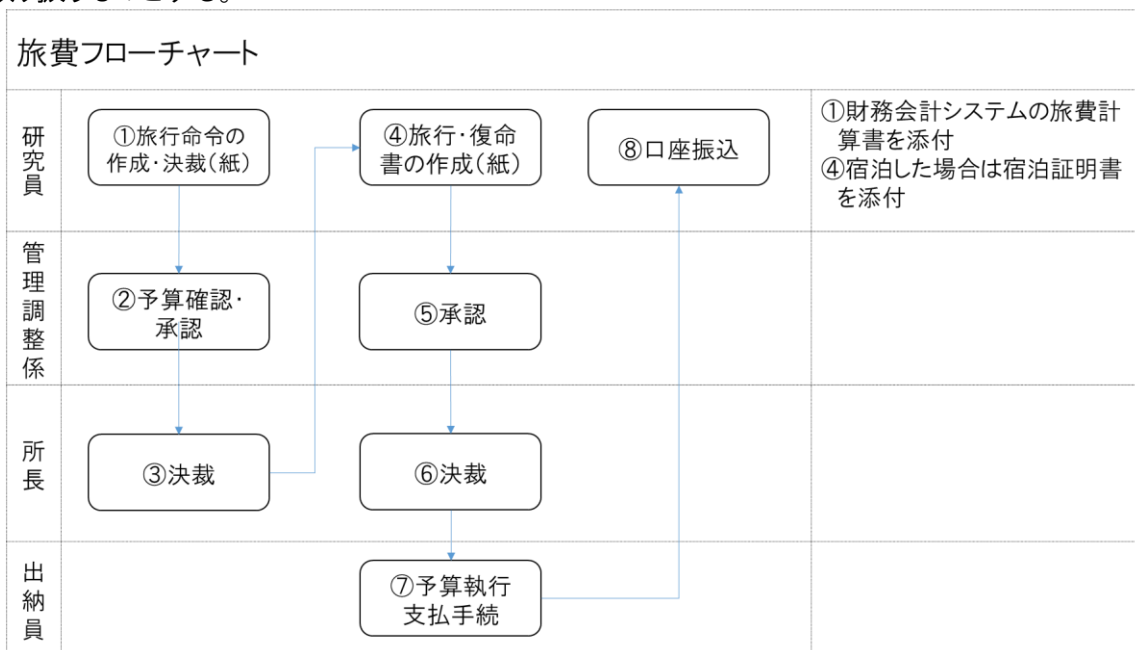 旅費フローチャート
研究員
①旅行命令の
作成・決裁(紙)
④旅行・復命
書の作成(紙)
⑧口座振込
①財務会計システムの旅費計
算書を添付
④宿泊した場合は宿泊証明書
を添付
管理調整係
②予算確認・
承認
⑤承認
所長
③決裁
⑥決裁
出納員
⑦予算執行
支払手続